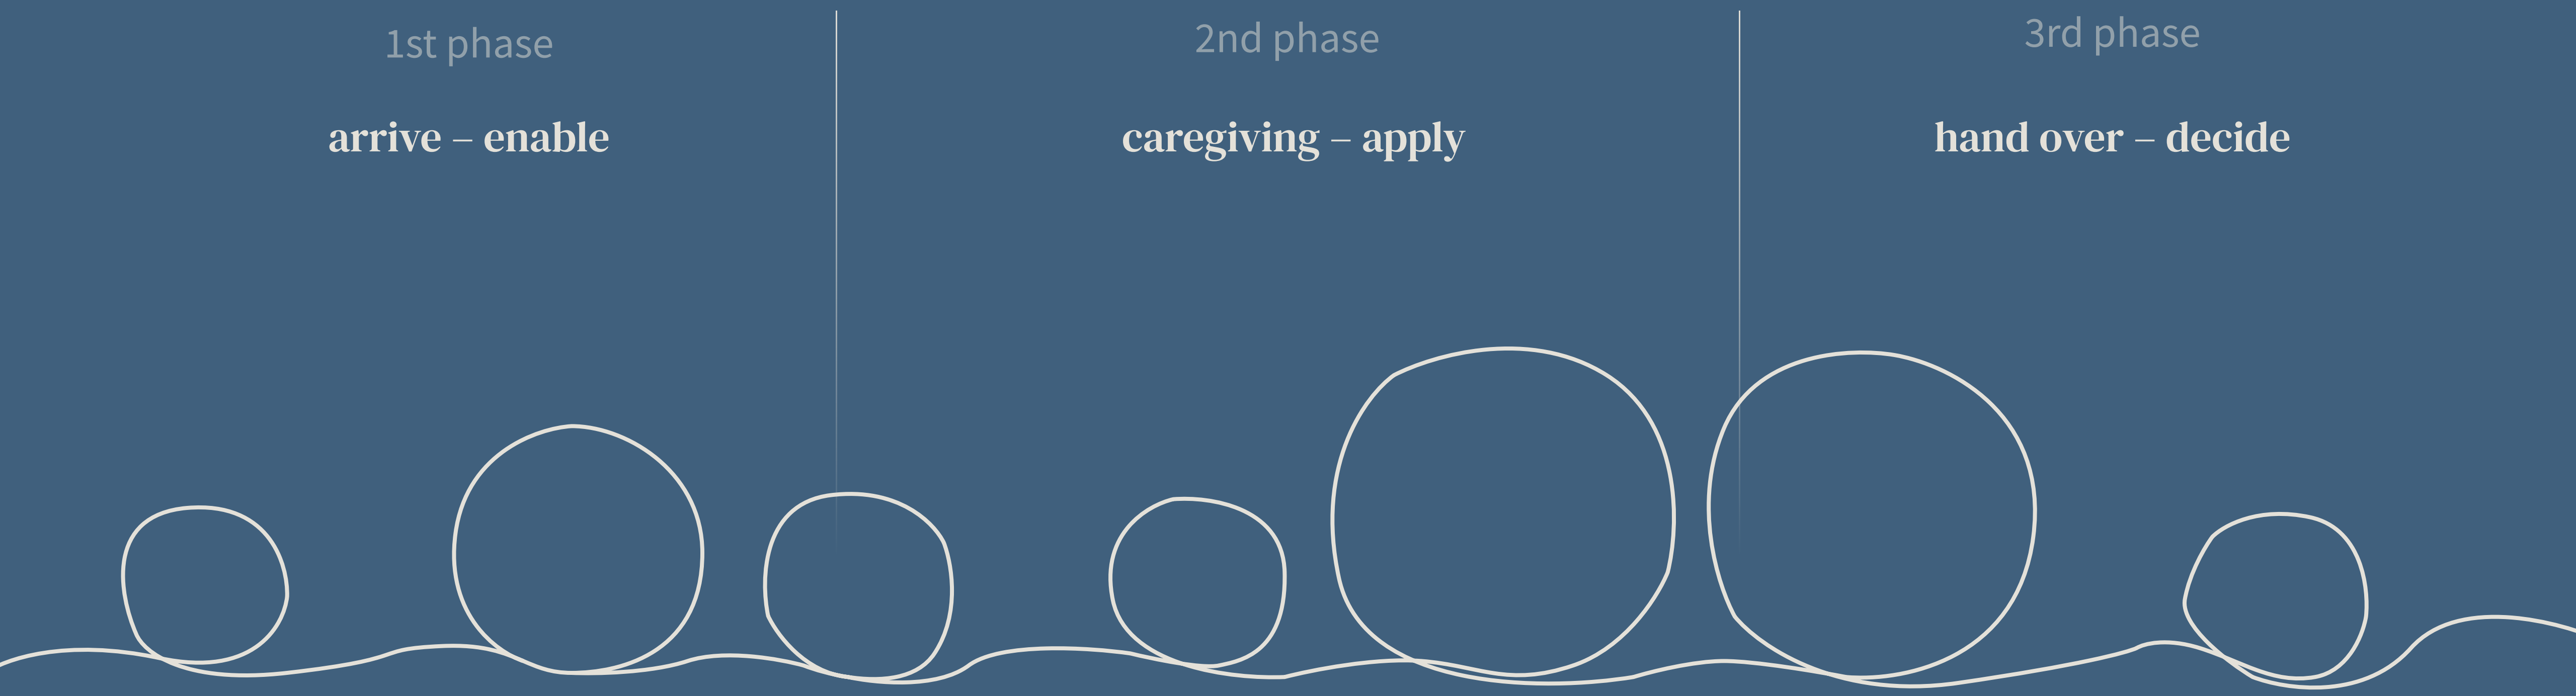 1st phase
arrive – enable
2nd phase
caregiving – apply
3rd phase
hand over – decide